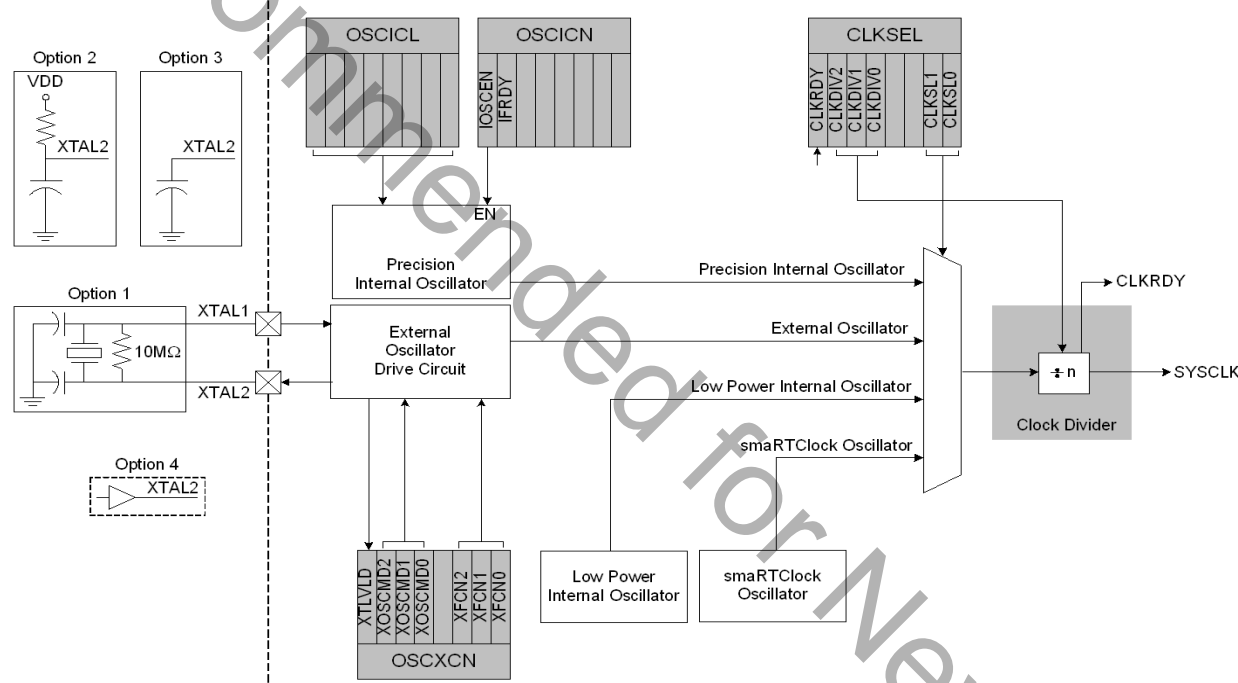 OSCICL
OSCICN
CLKSEL
IOSCEN
IFRDY
CLKRDY
CLKDIV2
CLKDIV1
CLKDIV0
CLKSL1
CLKSL0
Option 2
VDD
XTAL2
Option 3
XTAL2
EN
Precision
Internal Oscillator
Precision Internal Oscillator
CLKRDY
Option 1
XTAL1
10MΩ
XTAL2
External
Oscillator
Drive Circuit
External Oscillator
Low Power Internal Oscillator
smaRTClock Oscillator
÷ n
SYSCLK
Clock Divider
Option 4
XTAL2
XTLVLD
XOSCMD2
XOSCMD1
XOSCMD0
XFCN2
XFCN1
XFCN0
OSCXCN
Low Power
Internal Oscillator
smaRTClock
Oscillator
ommended for Ne